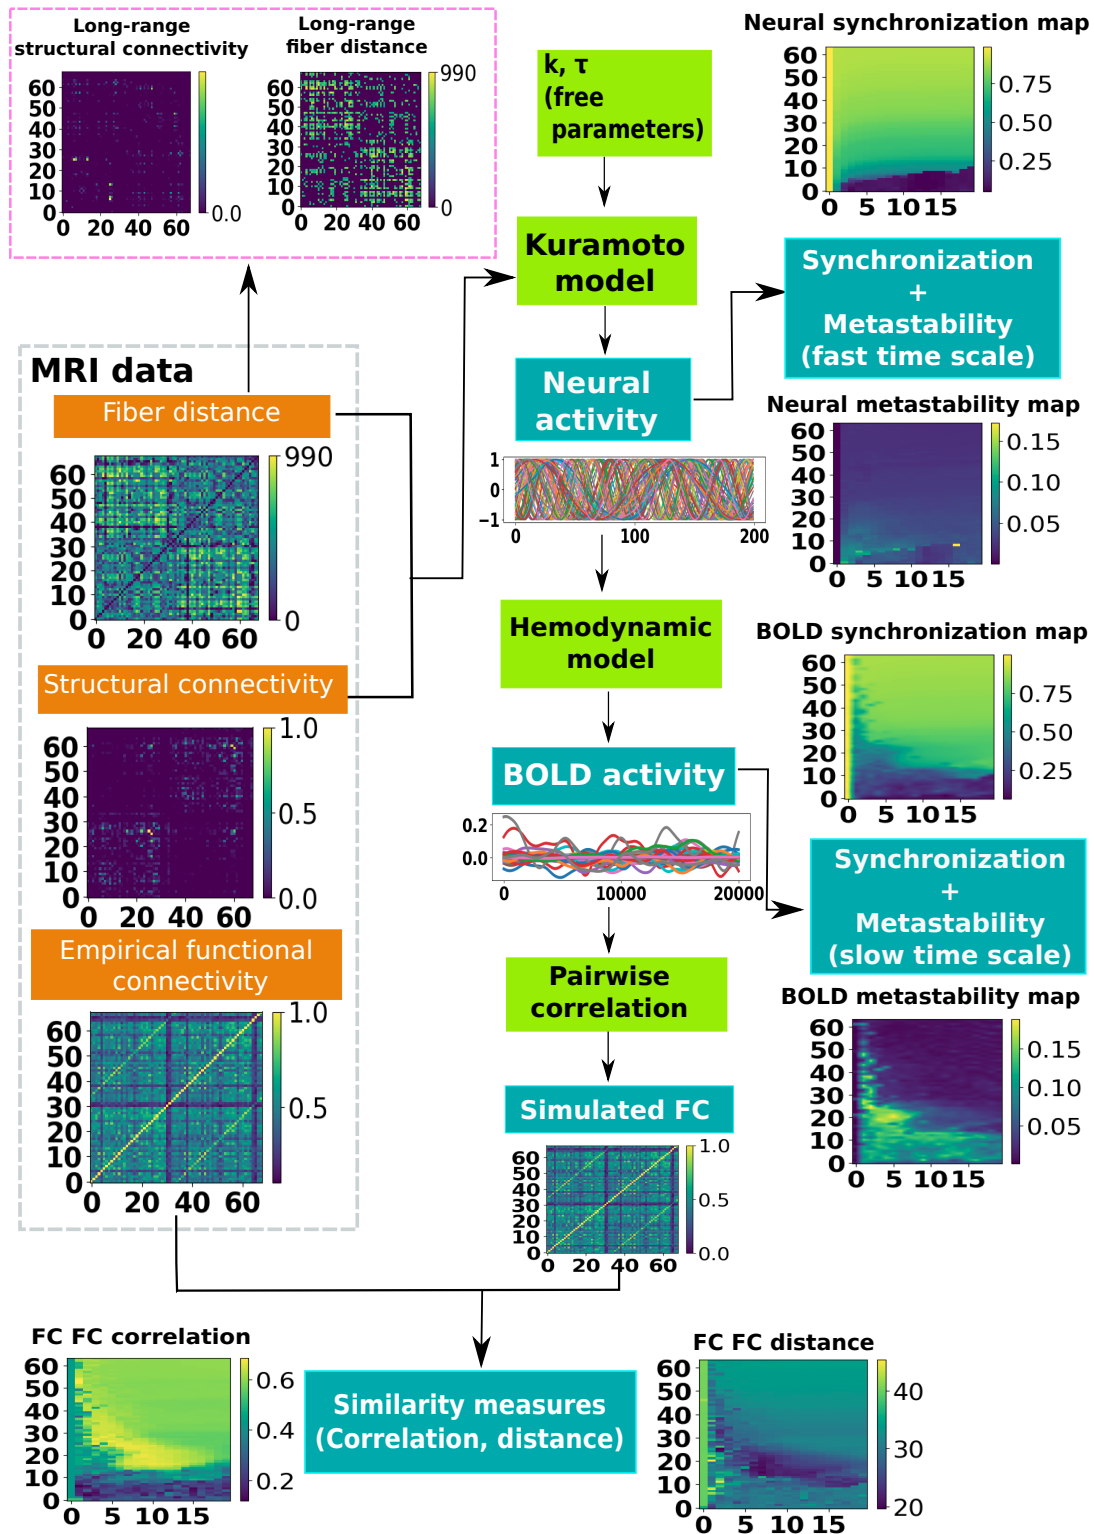 Long-range
structural connectivity
60
50
40
30
20
10
0
0 20 40 60
0.0
Long-range
fiber distance
60
50
40
30
20
10
0
0 20 40 60
990
0
k, τ
(free
parameters)
Kuramoto
model
Neural
activity
1
0
−1
0 100 200
Hemodynamic
model
BOLD activity
0.2
0.0
0 10000 20000
Pairwise
correlation
Simulated FC
60
50
40
30
20
10
0
0 20 40 60
1.0
0.5
0.0
Neural synchronization map
60
50
40
30
20
10
0
0 5 10 15
0.75
0.50
0.25
Synchronization
+
Metastability
(fast time scale)
Neural metastability map
60
50
40
30
20
10
0
0 5 10 15
0.15
0.10
0.05
BOLD synchronization map
60
50
40
30
20
10
0
0 5 10 15
0.75
0.50
0.25
Synchronization
+
Metastability
(slow time scale)
BOLD metastability map
60
50
40
30
20
10
0
0 5 10 15
0.15
0.10
0.05
MRI data
Fiber distance
60
50
40
30
20
10
0
0 20 40 60
990
0
Structural connectivity
60
50
40
30
20
10
0
0 20 40 60
1.0
0.5
0.0
Empirical functional
connectivity
60
50
40
30
20
10
0
0 20 40 60
1.0
0.5
FC FC correlation
60
50
40
30
20
10
0
0 5 10 15
0.6
0.4
0.2
Similarity measures
(Correlation, distance)
FC FC distance
60
50
40
30
20
10
0
0 5 10 15
40
30
20